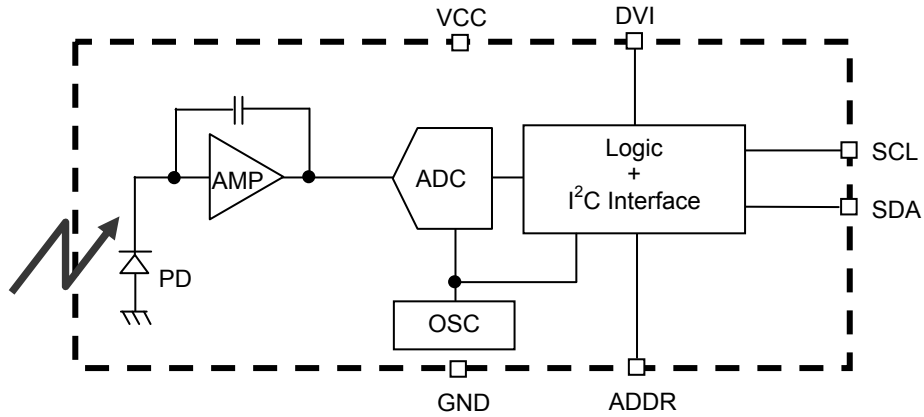 VCC
DVI
AMP
ADC
Logic
+
I²C Interface
SCL
SDA
PD
OSC
GND
ADDR